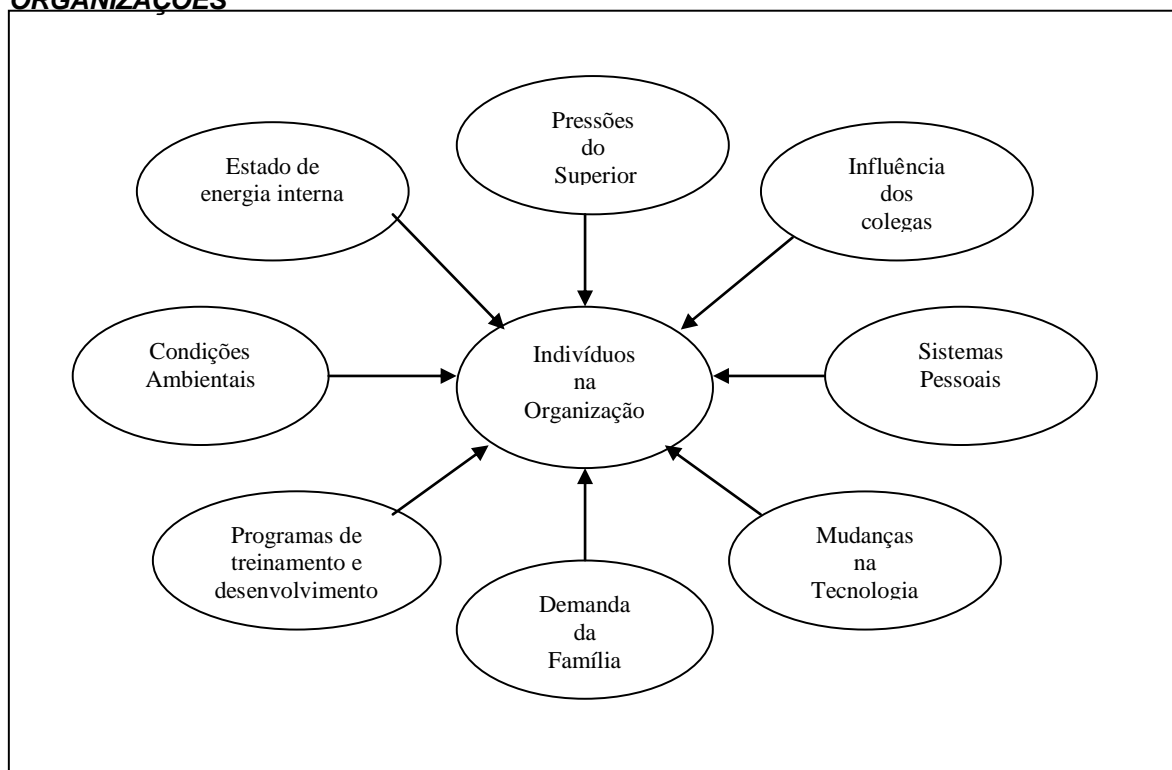 ORGANIZAÇÕES
Pressões
do
Superior
Estado de
energia interna
Influência
dos
colegas
Condições
Ambientais
Indivíduos
na
Organização
Sistemas
Pessoais
Programas de
treinamento e
desenvolvimento
Mudanças
na
Tecnologia
Demanda
da
Família